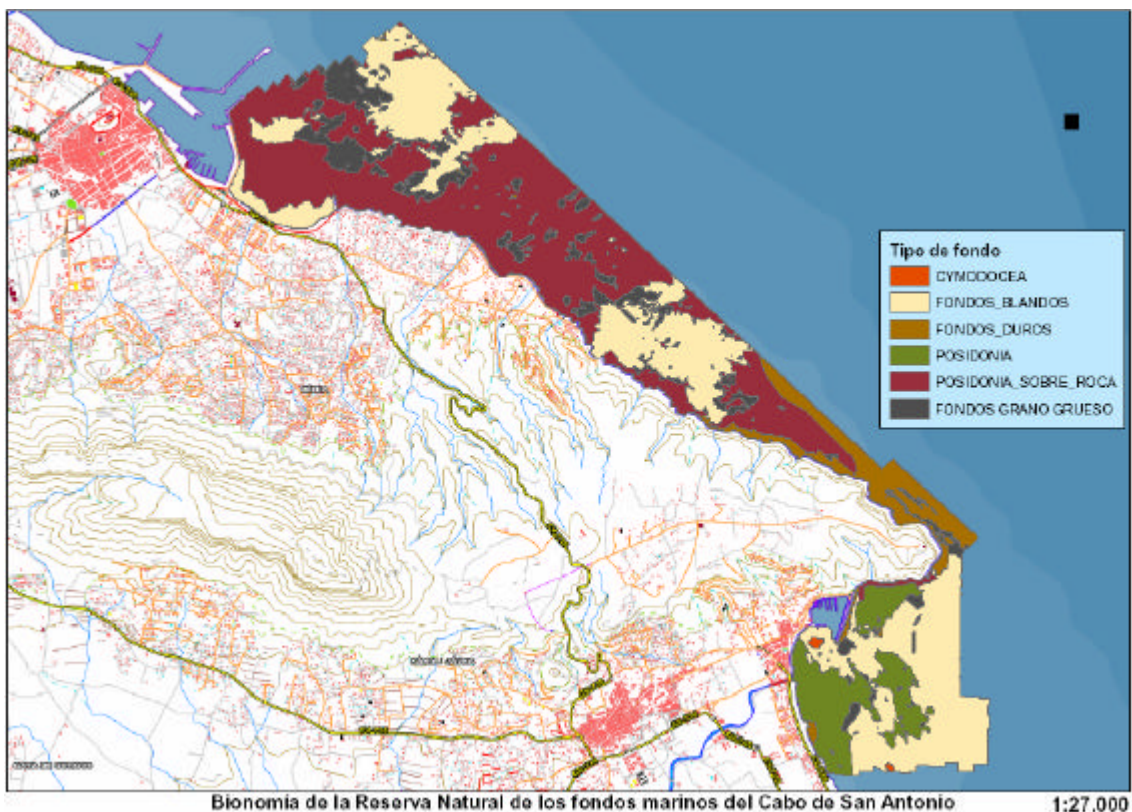 Tipo de fondo
CYMODOCEA
FONDOS_BLANDOS
FONDOS_DUROS
POSIDONIA
POSIDONIA_SOBRE_ROCA
FONDOS GRANO GRUESO
Bionomía de la Reserva Natural de los fondos marinos del Cabo de San Antonio
1:27.000